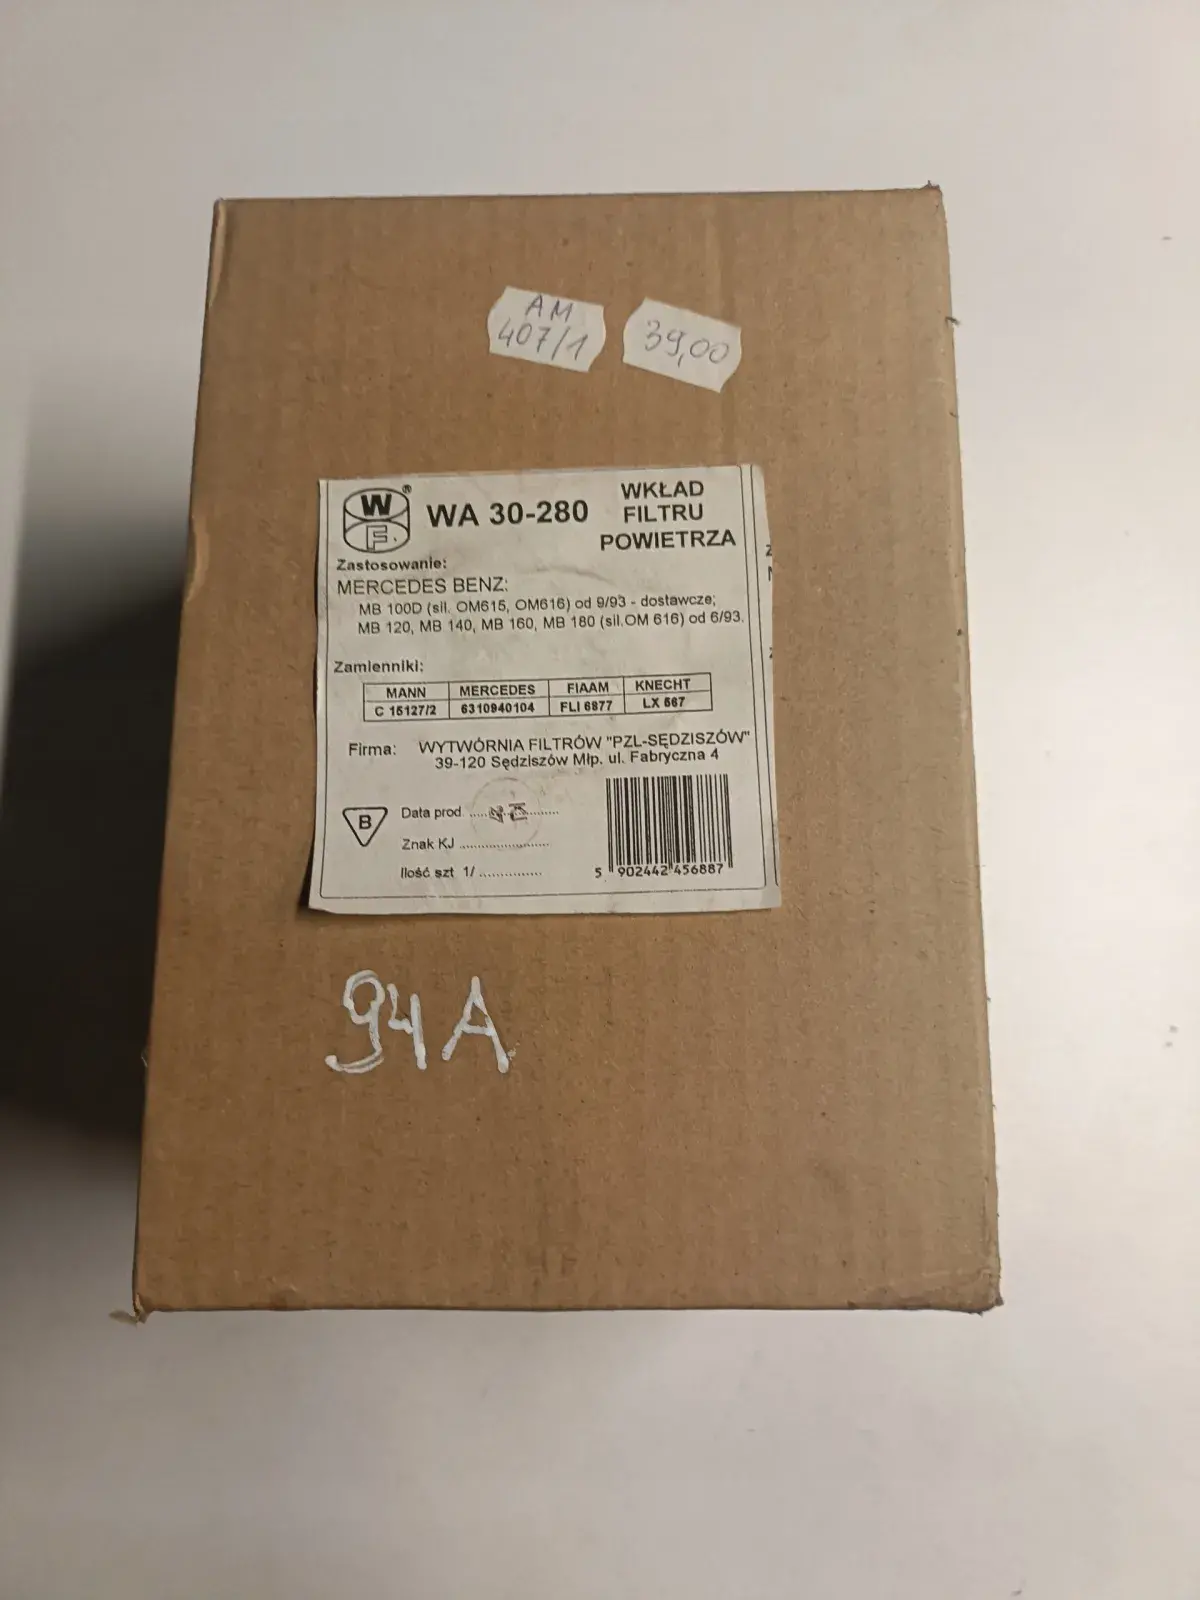 AM
407/1
39,00
W
F
®
WA 30-280
WKŁAD
FILTRU
POWIETRZA
Zastosowanie:
MERCEDES BENZ:
MB 100D (sil. OM615, OM616) od 9/93 - dostawcze;
MB 120, MB 140, MB 160, MB 180 (sil.OM 616) od 6/93.
Zamienniki:
MANN MERCEDES FIAAM KNECHT
C 15127/2 6310940104 FLI 6877 LX 567
Firma: WYTWÓRNIA FILTRÓW "PZL-SĘDZISZÓW"
39-120 Sędziszów Młp. ul. Fabryczna 4
B
Data prod.
Znak KJ
Ilość szt 1/
5 902442 456887
94A